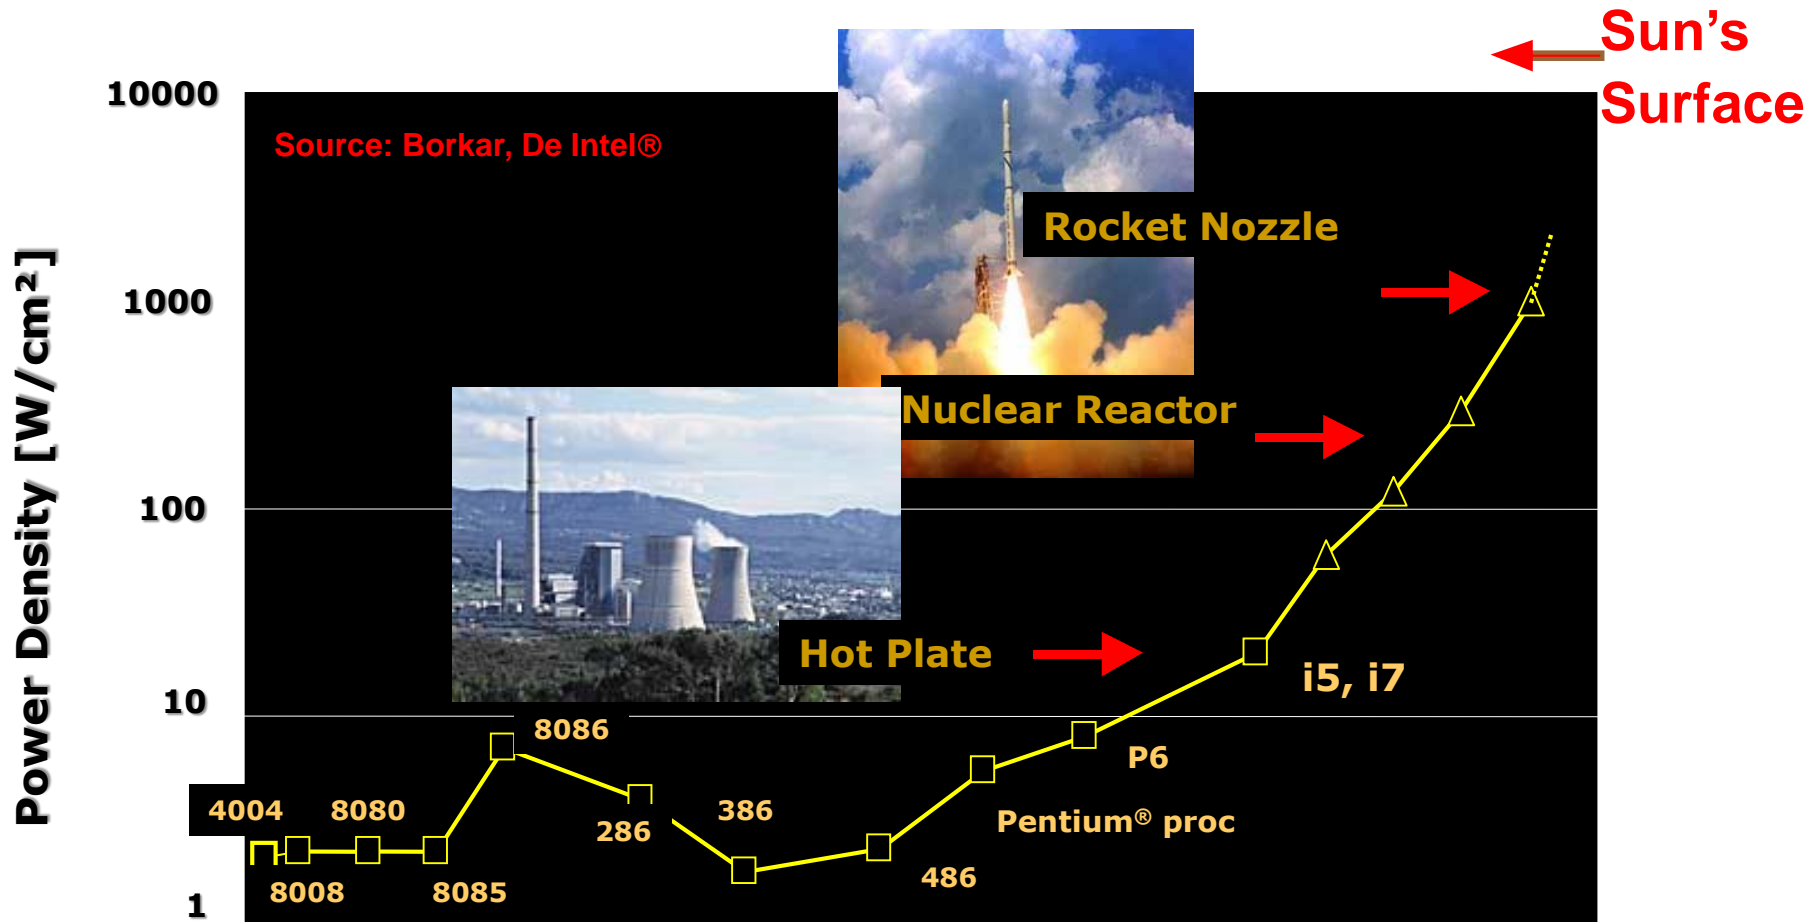 Sun's
Surface
10000
Source: Borkar, De Intel®
Rocket Nozzle
Power Density [W/cm²]
1000
Nuclear Reactor
100
Hot Plate
i5, i7
10
8086
P6
4004
8080
386
286
Pentium® proc
486
8008
8085
1